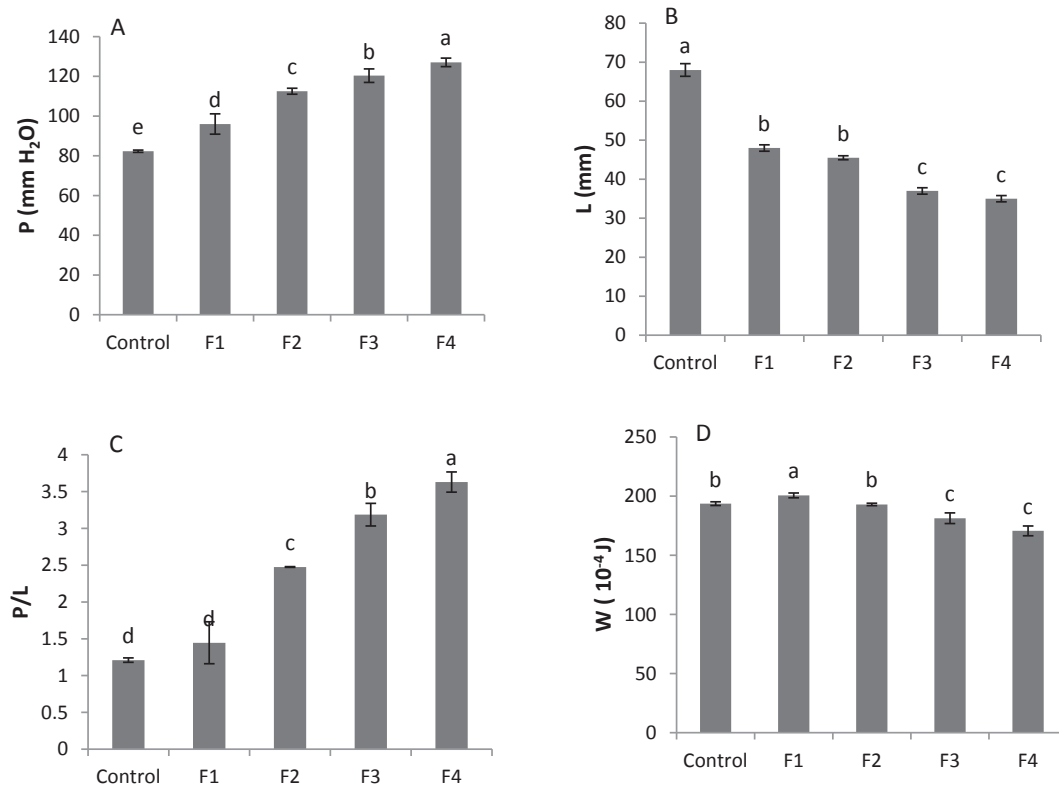 A
P (mm H₂O)
140
120
100
80
60
40
20
0
e
d
c
b
a
Control F1 F2 F3 F4
B
L (mm)
80
70
60
50
40
30
20
10
0
a
b
b
c
c
Control F1 F2 F3 F4
C
P/L
4
3.5
3
2.5
2
1.5
1
0.5
0
d
d
c
b
a
Control F1 F2 F3 F4
D
W ( 10⁻⁴ J)
250
200
150
100
50
0
b
a
b
c
c
Control F1 F2 F3 F4